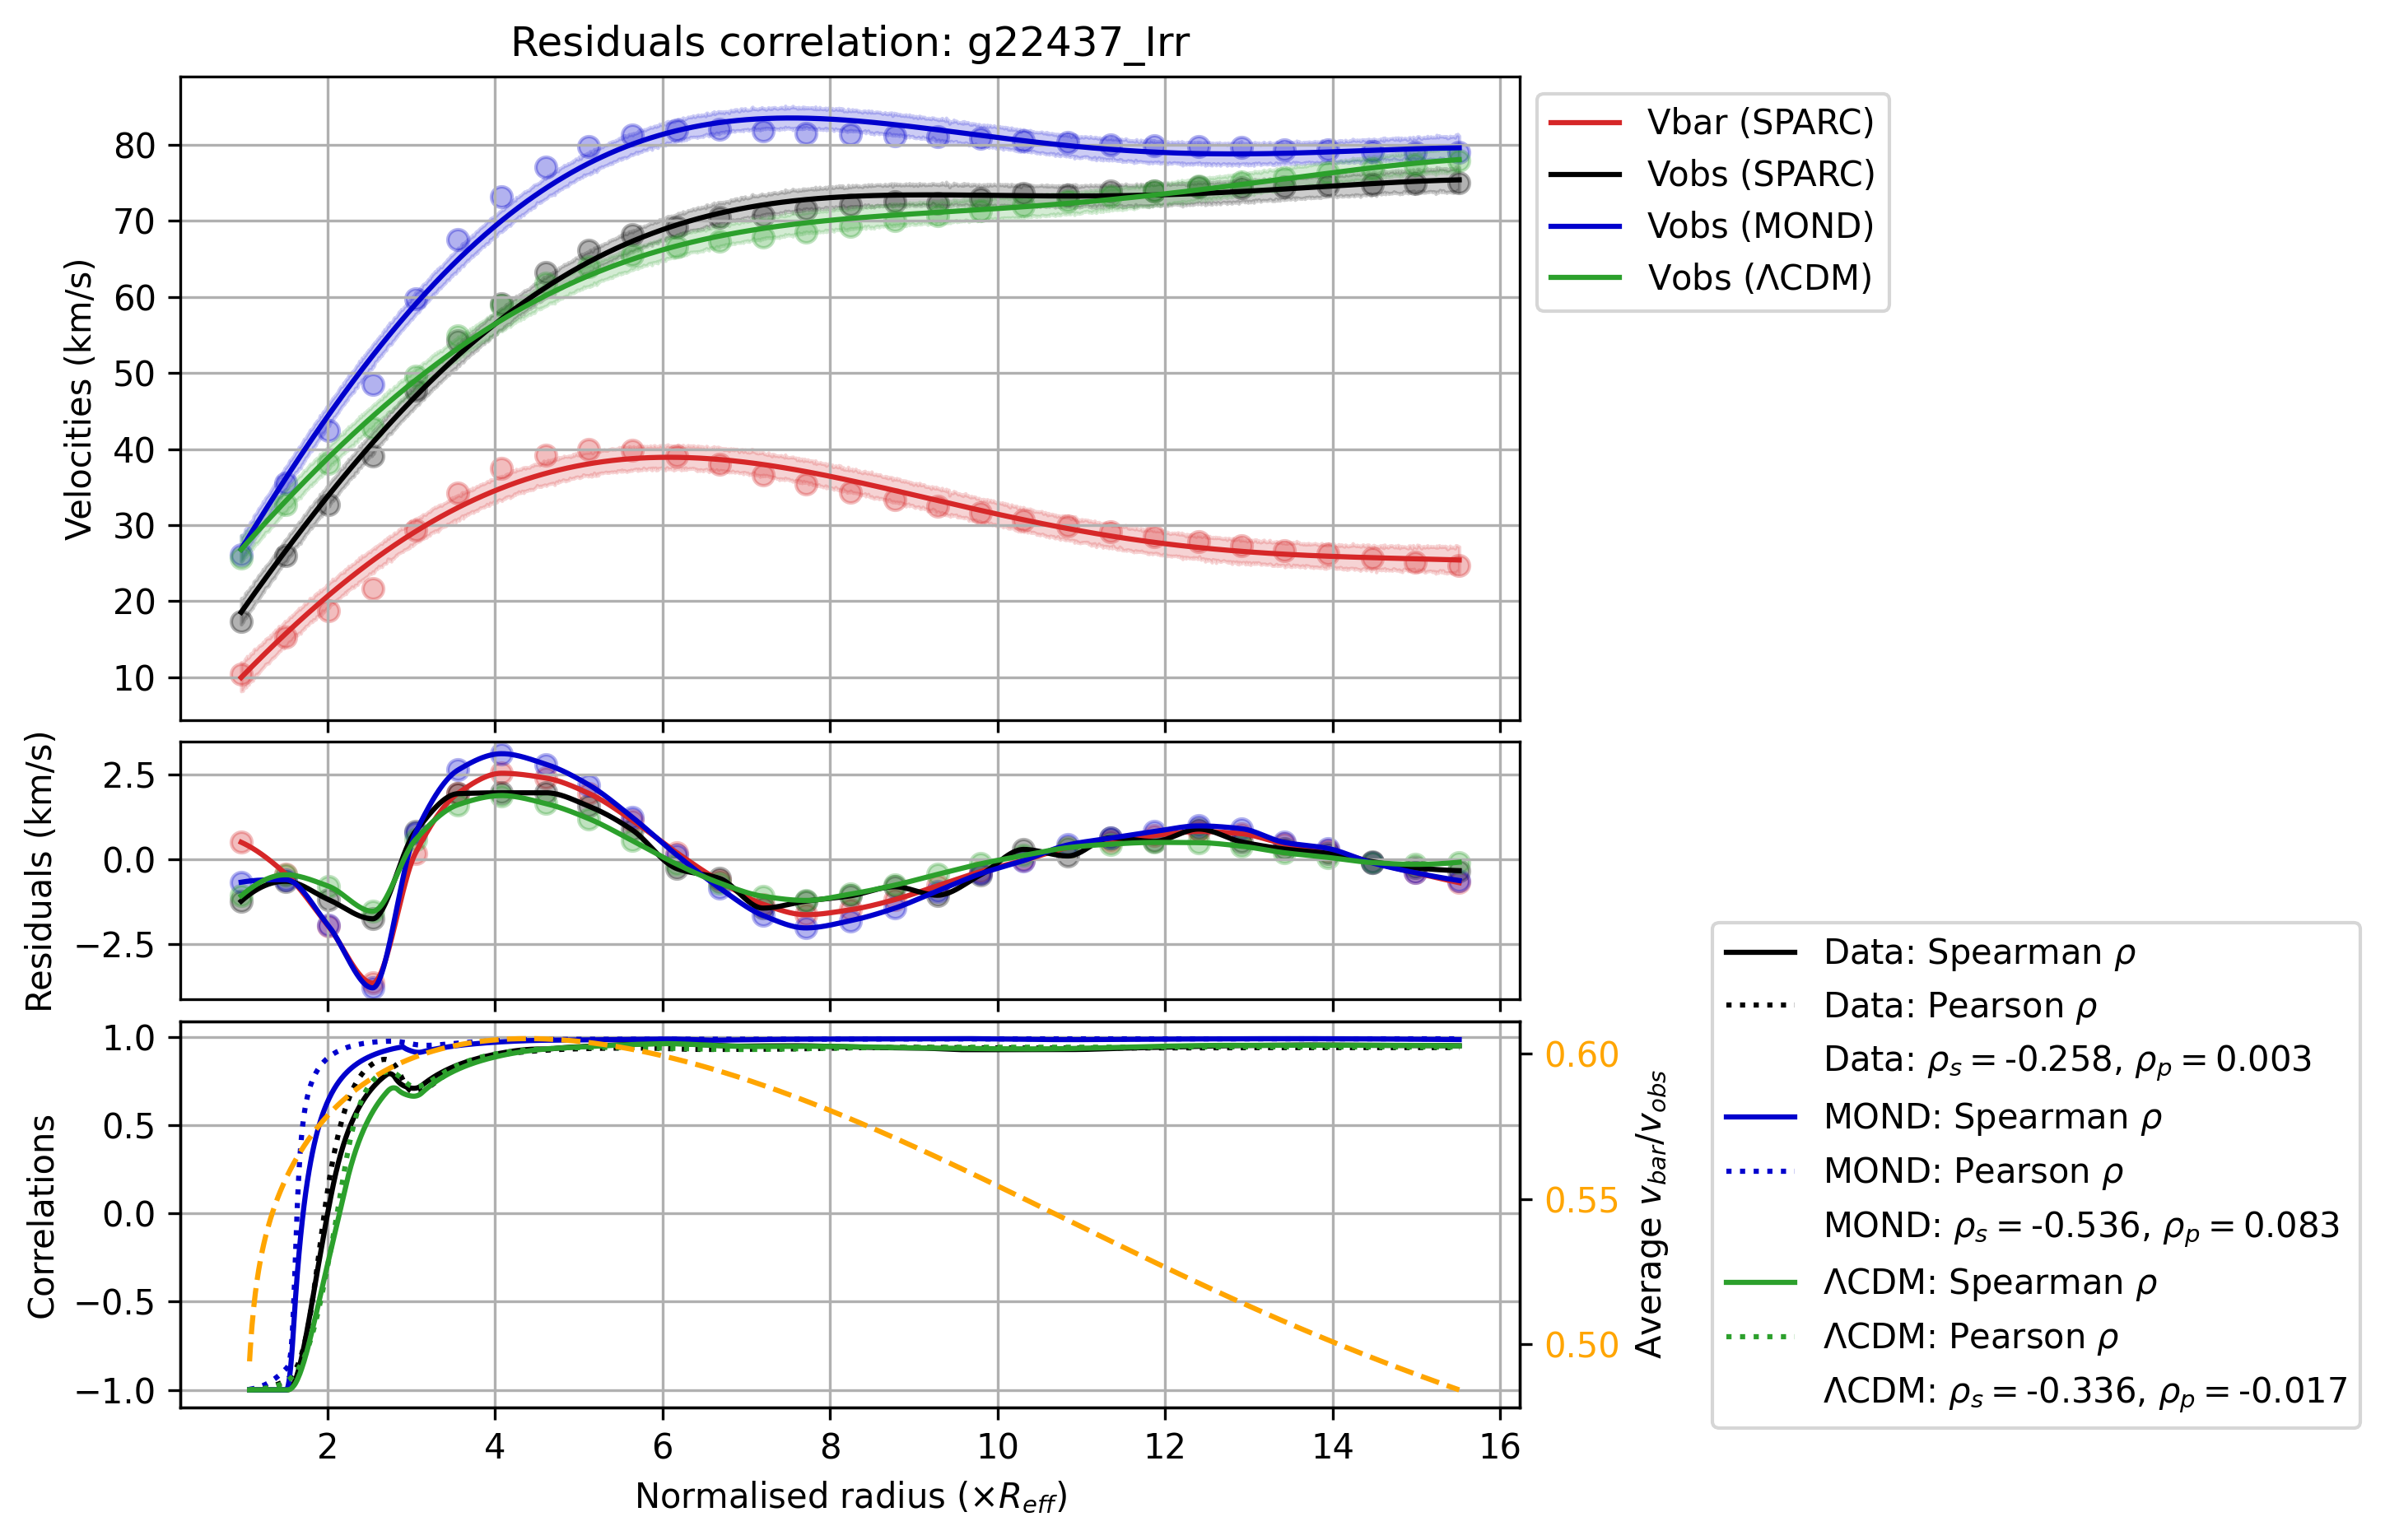 Residuals correlation: g22437_Irr
Velocities (km/s)
80
70
60
50
40
30
20
10
Vbar (SPARC)
Vobs (SPARC)
Vobs (MOND)
Vobs (ΛCDM)
Residuals (km/s)
2.5
0.0
−2.5
Correlations
1.0
0.5
0.0
−0.5
−1.0
0.60
0.55
0.50
Average v_bar/v_obs
2 4 6 8 10 12 14 16
Normalised radius (×R_eff)
Data: Spearman ρ
Data: Pearson ρ
Data: ρ_s = -0.258, ρ_p = 0.003
MOND: Spearman ρ
MOND: Pearson ρ
MOND: ρ_s = -0.536, ρ_p = 0.083
ΛCDM: Spearman ρ
ΛCDM: Pearson ρ
ΛCDM: ρ_s = -0.336, ρ_p = -0.017